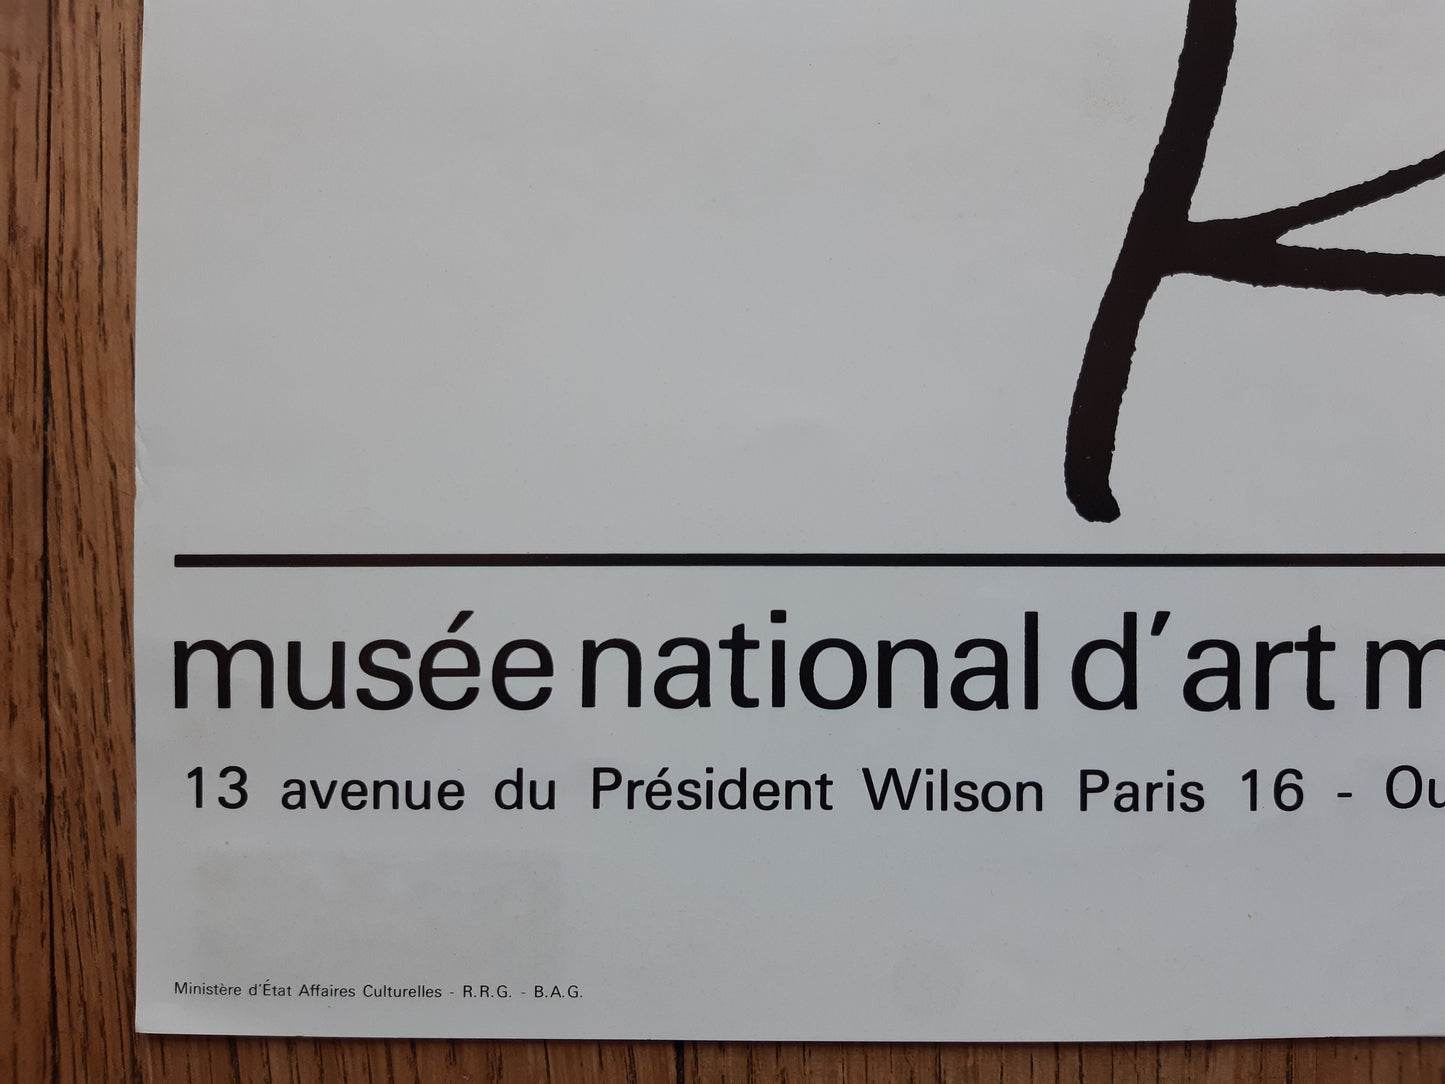 musée national d'art m
13 avenue du Président Wilson Paris 16 - Ou
Ministère d'État Affaires Culturelles - R.R.G. - B.A.G.